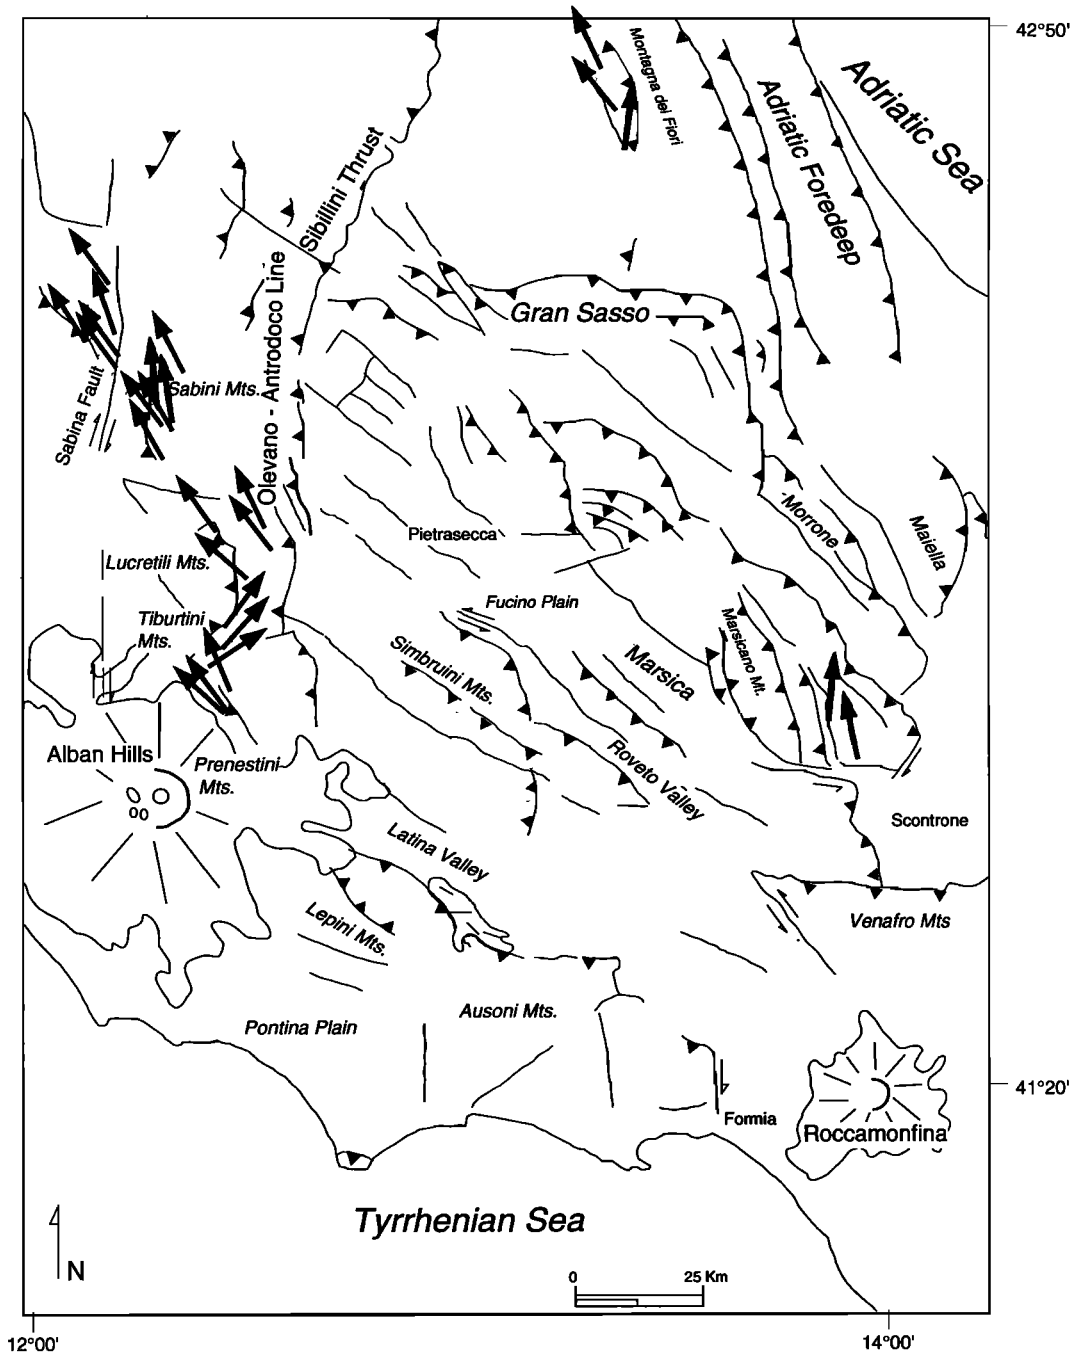 42°50'
Adriatic Sea
Montagna dei Fiori
Adriatic Foredeep
Sibillini Thrust
Olevano - Antrodoco Line
Gran Sasso
Sabina Fault
Sabini Mts.
Morrone
Maiella
Pietrasecca
Lucretili Mts.
Fucino Plain
Tiburtini
Mts.
Simbruini Mts.
Marsica
Marsicano Mt.
Alban Hills
Prenestini
Mts.
Roveto Valley
Scontrone
Latina Valley
Lepini Mts.
Venafro Mts
Ausoni Mts.
Pontina Plain
41°20'
Formia
Roccamonfina
Tyrrhenian Sea
N
0
25 Km
12°00'
14°00'